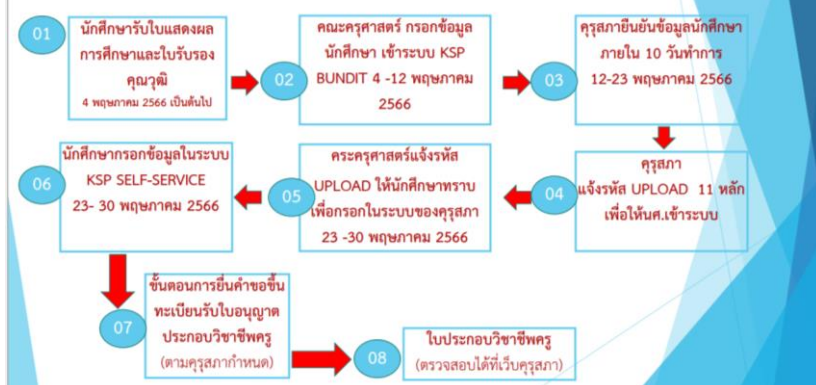 01
นักศึกษารับใบแสดงผล
การศึกษาและใบรับรอง
คุณวุฒิ
4 พฤษภาคม 2566 เป็นต้นไป
02
คณะครุศาสตร์ กรอกข้อมูล
นักศึกษา เข้าระบบ KSP
BUNDIT 4 -12 พฤษภาคม
2566
03
คุรุสภายืนยันข้อมูลนักศึกษา
ภายใน 10 วันทำการ
12-23 พฤษภาคม 2566
04
คุรุสภา
แจ้งรหัส UPLOAD 11 หลัก
เพื่อให้นศ.เข้าระบบ
05
คระครุศาสตร์แจ้งรหัส
UPLOAD ให้นักศึกษาทราบ
เพื่อกรอกในระบบของคุรุสภา
23 -30 พฤษภาคม 2566
06
นักศึกษากรอกข้อมูลในระบบ
KSP SELF-SERVICE
23- 30 พฤษภาคม 2566
07
ขั้นตอนการยื่นคำขอขึ้น
ทะเบียนรับใบอนุญาต
ประกอบวิชาชีพครู
(ตามคุรุสภากำหนด)
08
ใบประกอบวิชาชีพครู
(ตรวจสอบได้ที่เว็บคุรุสภา)